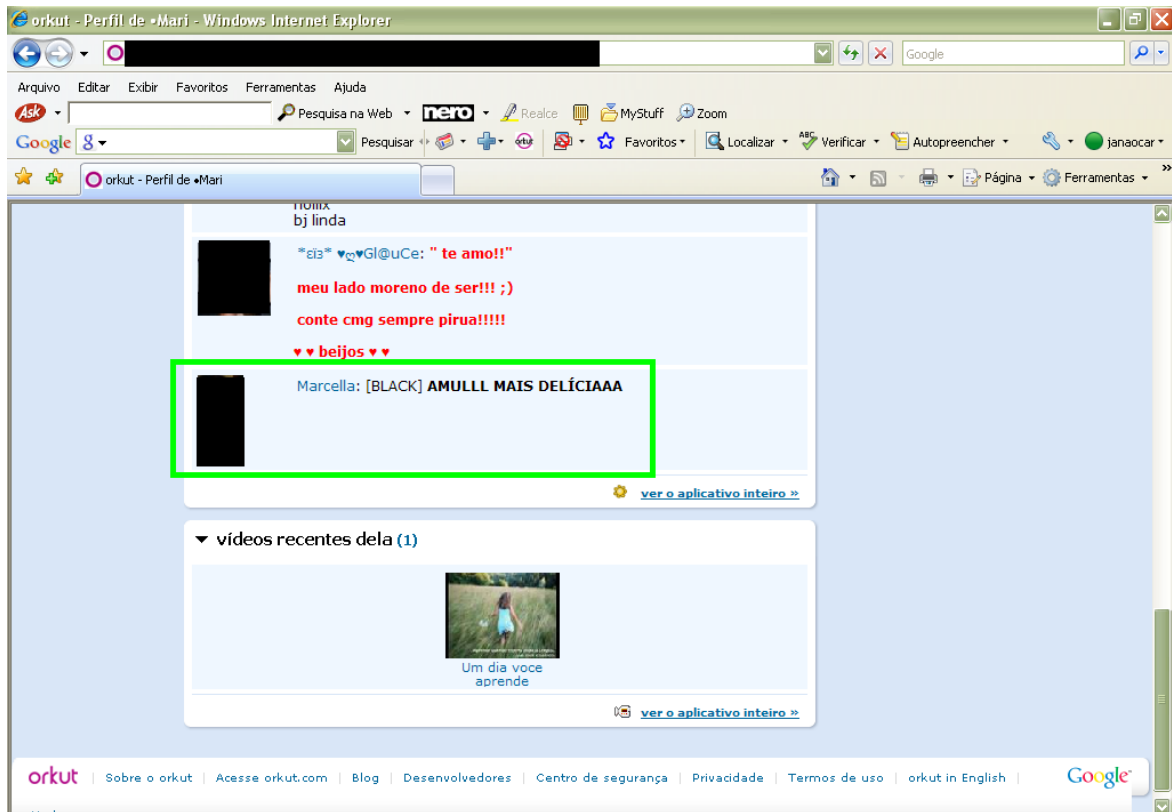 orkut - Perfil de •Mari - Windows Internet Explorer
Google
Arquivo Editar Exibir Favoritos Ferramentas Ajuda
Ask Pesquisa na Web nero Realce MyStuff Zoom
Google Pesquisar orkut Favoritos Localizar Verificar Autopreencher janaocar
orkut - Perfil de •Mari Página Ferramentas
bj linda
*εïз* ♥ღ♥Gl@uCe: " te amo!!"
meu lado moreno de ser!!! ;)
conte cmg sempre pirua!!!!!
♥ ♥ beijos ♥ ♥
Marcella: [BLACK] AMULLL MAIS DELÍCIAAA
ver o aplicativo inteiro »
vídeos recentes dela (1)
Um dia voce
aprende
ver o aplicativo inteiro »
orkut | Sobre o orkut | Acesse orkut.com | Blog | Desenvolvedores | Centro de segurança | Privacidade | Termos de uso | orkut in English | Google